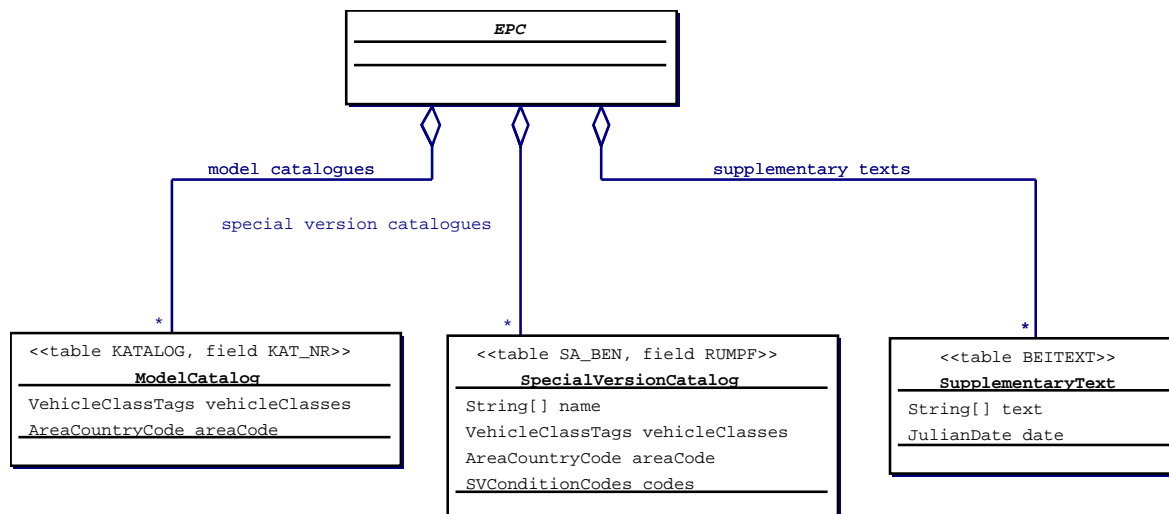 EPC
model catalogues
supplementary texts
special version catalogues
*
*
*
<<table KATALOG, field KAT_NR>>
ModelCatalog
VehicleClassTags vehicleClasses
AreaCountryCode areaCode
<<table SA_BEN, field RUMPF>>
SpecialVersionCatalog
String[] name
VehicleClassTags vehicleClasses
AreaCountryCode areaCode
SVConditionCodes codes
<<table BEITEXT>>
SupplementaryText
String[] text
JulianDate date